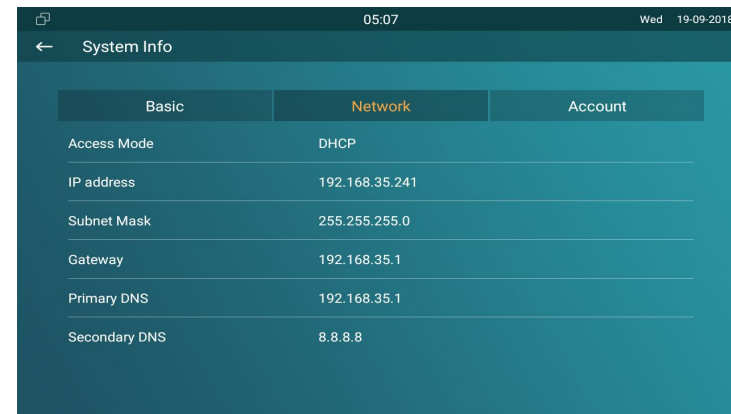 05:07 Wed 19-09-2018
System Info
Basic Network Account
Access Mode DHCP
IP address 192.168.35.241
Subnet Mask 255.255.255.0
Gateway 192.168.35.1
Primary DNS 192.168.35.1
Secondary DNS 8.8.8.8